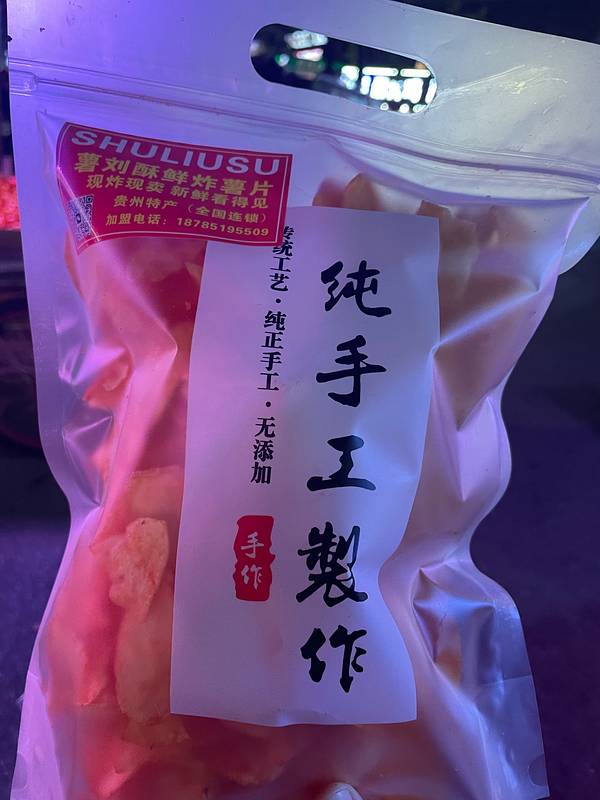 SHULIUSU
薯刘酥鲜炸薯片
现炸现卖 新鲜看得见
贵州特产（全国连锁）
加盟电话：18785195509
纯手工製作
传统工艺·纯正手工·无添加
手作